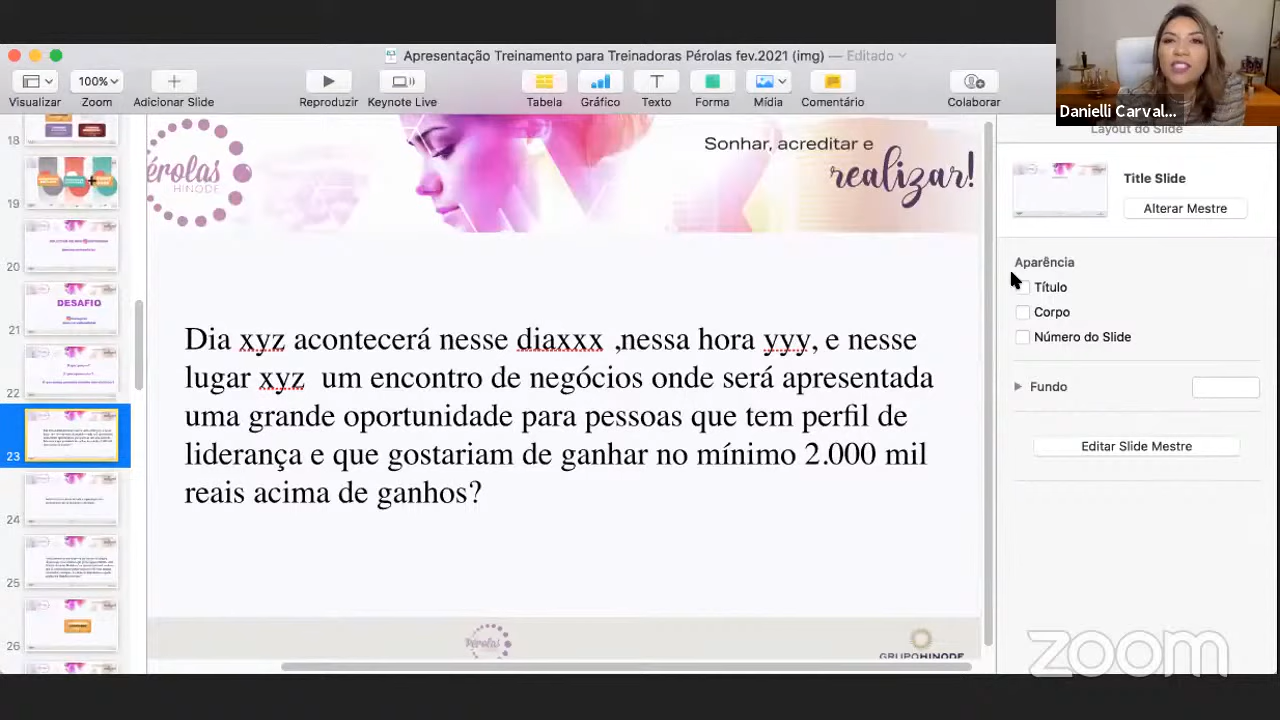 Apresentação Treinamento para Treinadoras Pérolas fev.2021 (img) — Editado
100%
Visualizar Zoom Adicionar Slide Reproduzir Keynote Live Tabela Gráfico Texto Forma Mídia Comentário Colaborar
Danielli Carval...
Layout do Slide
Title Slide
Alterar Mestre
Aparência
Título
Corpo
Número do Slide
Fundo
Editar Slide Mestre
18
19
20
21
DESAFIO
22
23
24
25
26
érolas
HINODE
Sonhar, acreditar e
realizar!
Dia xyz acontecerá nesse diaxxx ,nessa hora yyy, e nesse
lugar xyz  um encontro de negócios onde será apresentada
uma grande oportunidade para pessoas que tem perfil de
liderança e que gostariam de ganhar no mínimo 2.000 mil
reais acima de ganhos?
Pérolas
GRUPO HINODE
zoom